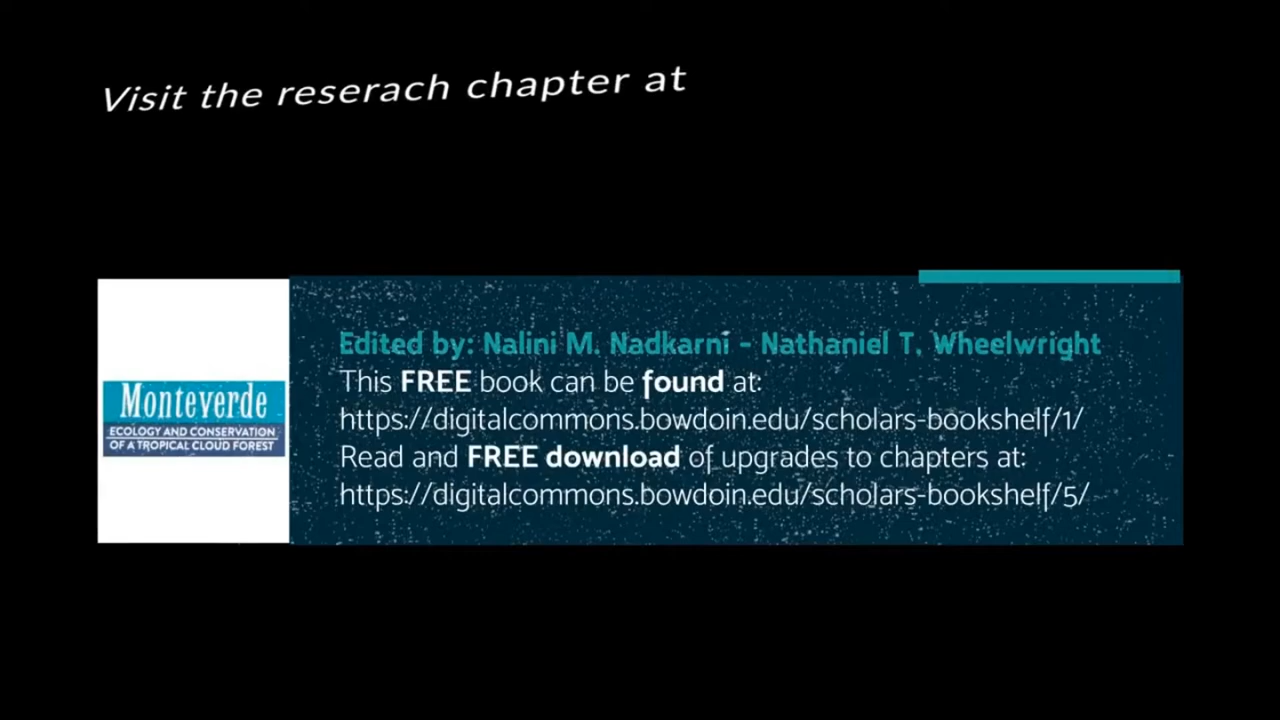 Visit the reserach chapter at
Monteverde
ECOLOGY AND CONSERVATION
OF A TROPICAL CLOUD FOREST
Edited by: Nalini M. Nadkarni - Nathaniel T. Wheelwright
This FREE book can be found at:
https://digitalcommons.bowdoin.edu/scholars-bookshelf/1/
Read and FREE download of upgrades to chapters at:
https://digitalcommons.bowdoin.edu/scholars-bookshelf/5/